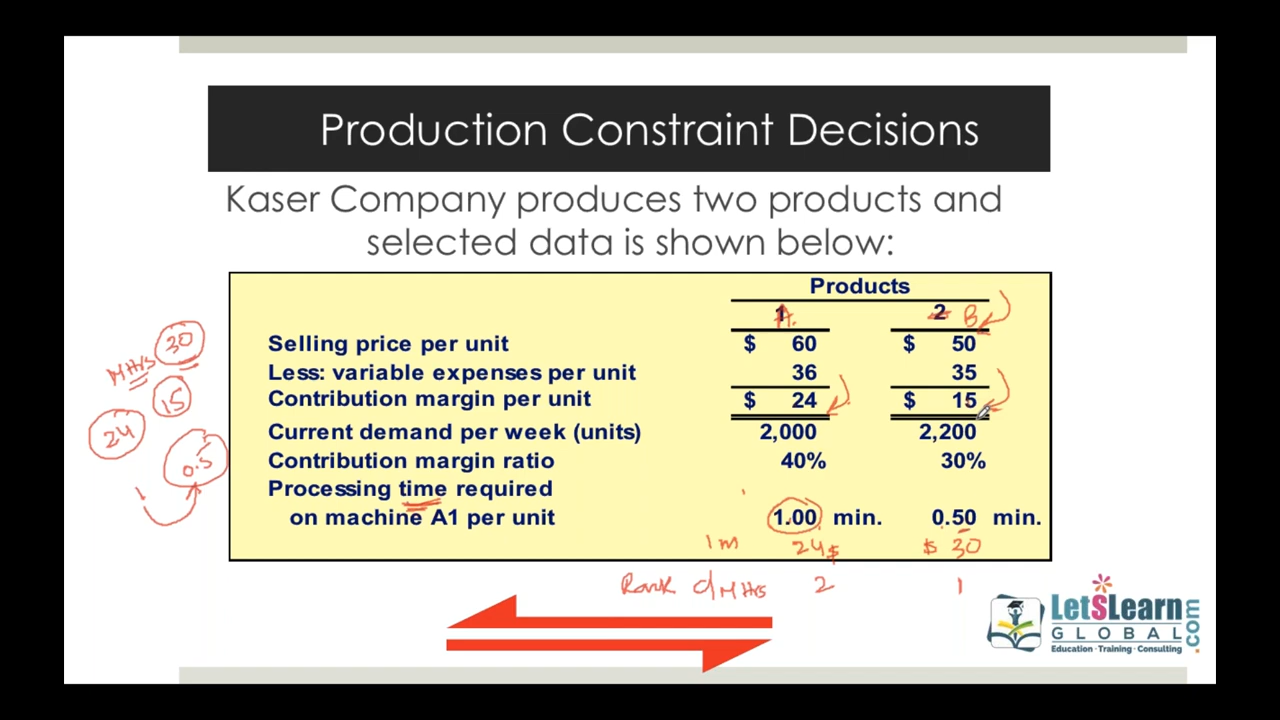 Production Constraint Decisions
Kaser Company produces two products and
selected data is shown below:
Products
1 A. 2 B
Selling price per unit $ 60 $ 50
Less: variable expenses per unit 36 35
Contribution margin per unit $ 24 $ 15
Current demand per week (units) 2,000 2,200
Contribution margin ratio 40% 30%
Processing time required
on machine A1 per unit 1.00 min. 0.50 min.
1 m 24$ $ 30
Rank MHrs 2 1
30
MHrs
15
24
0.5
1
LetSLearn
GLOBAL
.com
Education · Training · Consulting